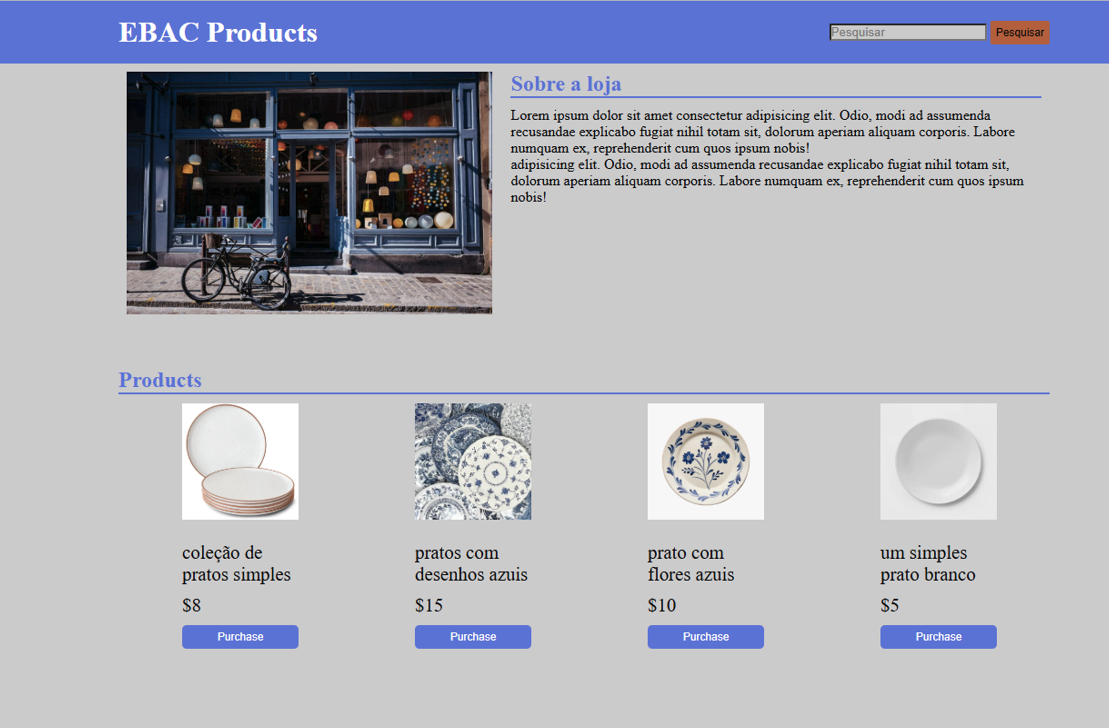 EBAC Products
Pesquisar
Pesquisar
Sobre a loja
Lorem ipsum dolor sit amet consectetur adipisicing elit. Odio, modi ad assumenda
recusandae explicabo fugiat nihil totam sit, dolorum aperiam aliquam corporis. Labore
numquam ex, reprehenderit cum quos ipsum nobis!
adipisicing elit. Odio, modi ad assumenda recusandae explicabo fugiat nihil totam sit,
dolorum aperiam aliquam corporis. Labore numquam ex, reprehenderit cum quos ipsum
nobis!
Products
coleção de
pratos simples
$8
Purchase
pratos com
desenhos azuis
$15
Purchase
prato com
flores azuis
$10
Purchase
um simples
prato branco
$5
Purchase